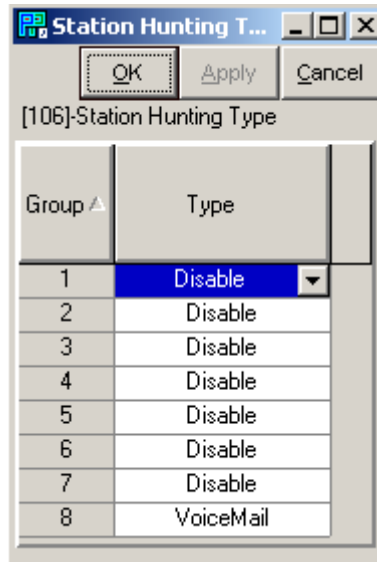 Station Hunting T...
OK Apply Cancel
[106]-Station Hunting Type
Group Type
1 Disable
2 Disable
3 Disable
4 Disable
5 Disable
6 Disable
7 Disable
8 VoiceMail